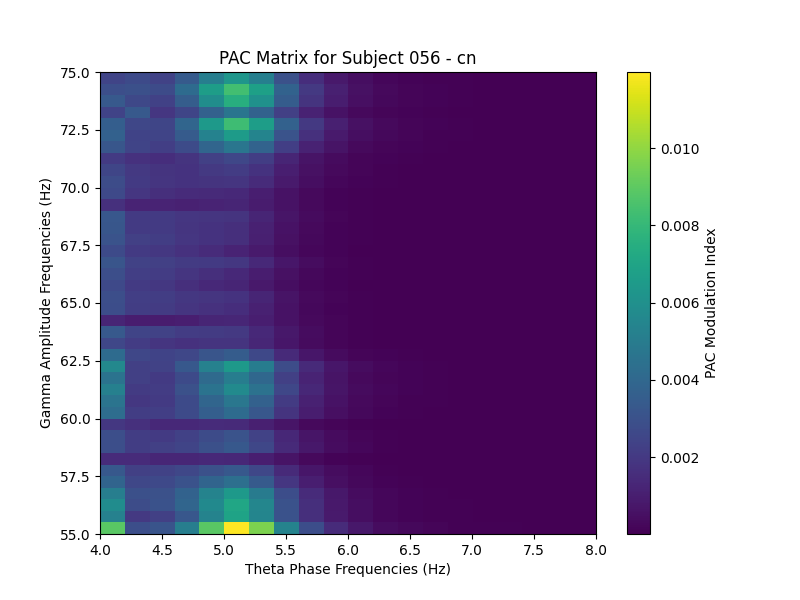 PAC Matrix for Subject 056 - cn
75.0
72.5
70.0
67.5
65.0
62.5
60.0
57.5
55.0
Gamma Amplitude Frequencies (Hz)
4.0 4.5 5.0 5.5 6.0 6.5 7.0 7.5 8.0
Theta Phase Frequencies (Hz)
0.010
0.008
0.006
0.004
0.002
PAC Modulation Index